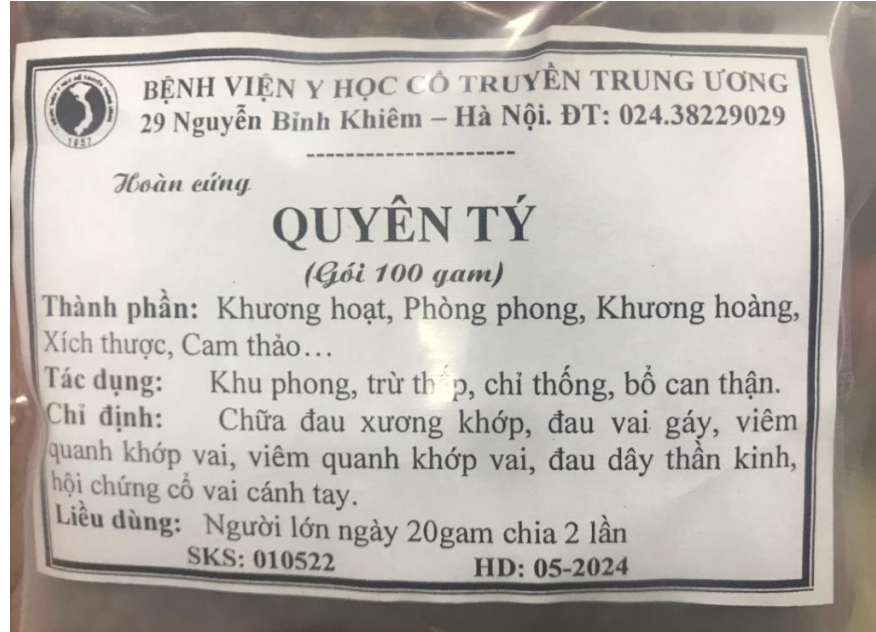 BỆNH VIỆN Y HỌC CỔ TRUYỀN TRUNG ƯƠNG
29 Nguyễn Bỉnh Khiêm – Hà Nội. ĐT: 024.38229029
---------------------
Hoàn cứng
QUYÊN TÝ
(Gói 100 gam)
Thành phần: Khương hoạt, Phòng phong, Khương hoàng,
Xích thược, Cam thảo…
Tác dụng: Khu phong, trừ thấp, chỉ thống, bổ can thận.
Chỉ định: Chữa đau xương khớp, đau vai gáy, viêm
quanh khớp vai, viêm quanh khớp vai, đau dây thần kinh,
hội chứng cổ vai cánh tay.
Liều dùng: Người lớn ngày 20gam chia 2 lần
SKS: 010522 HD: 05-2024
1957